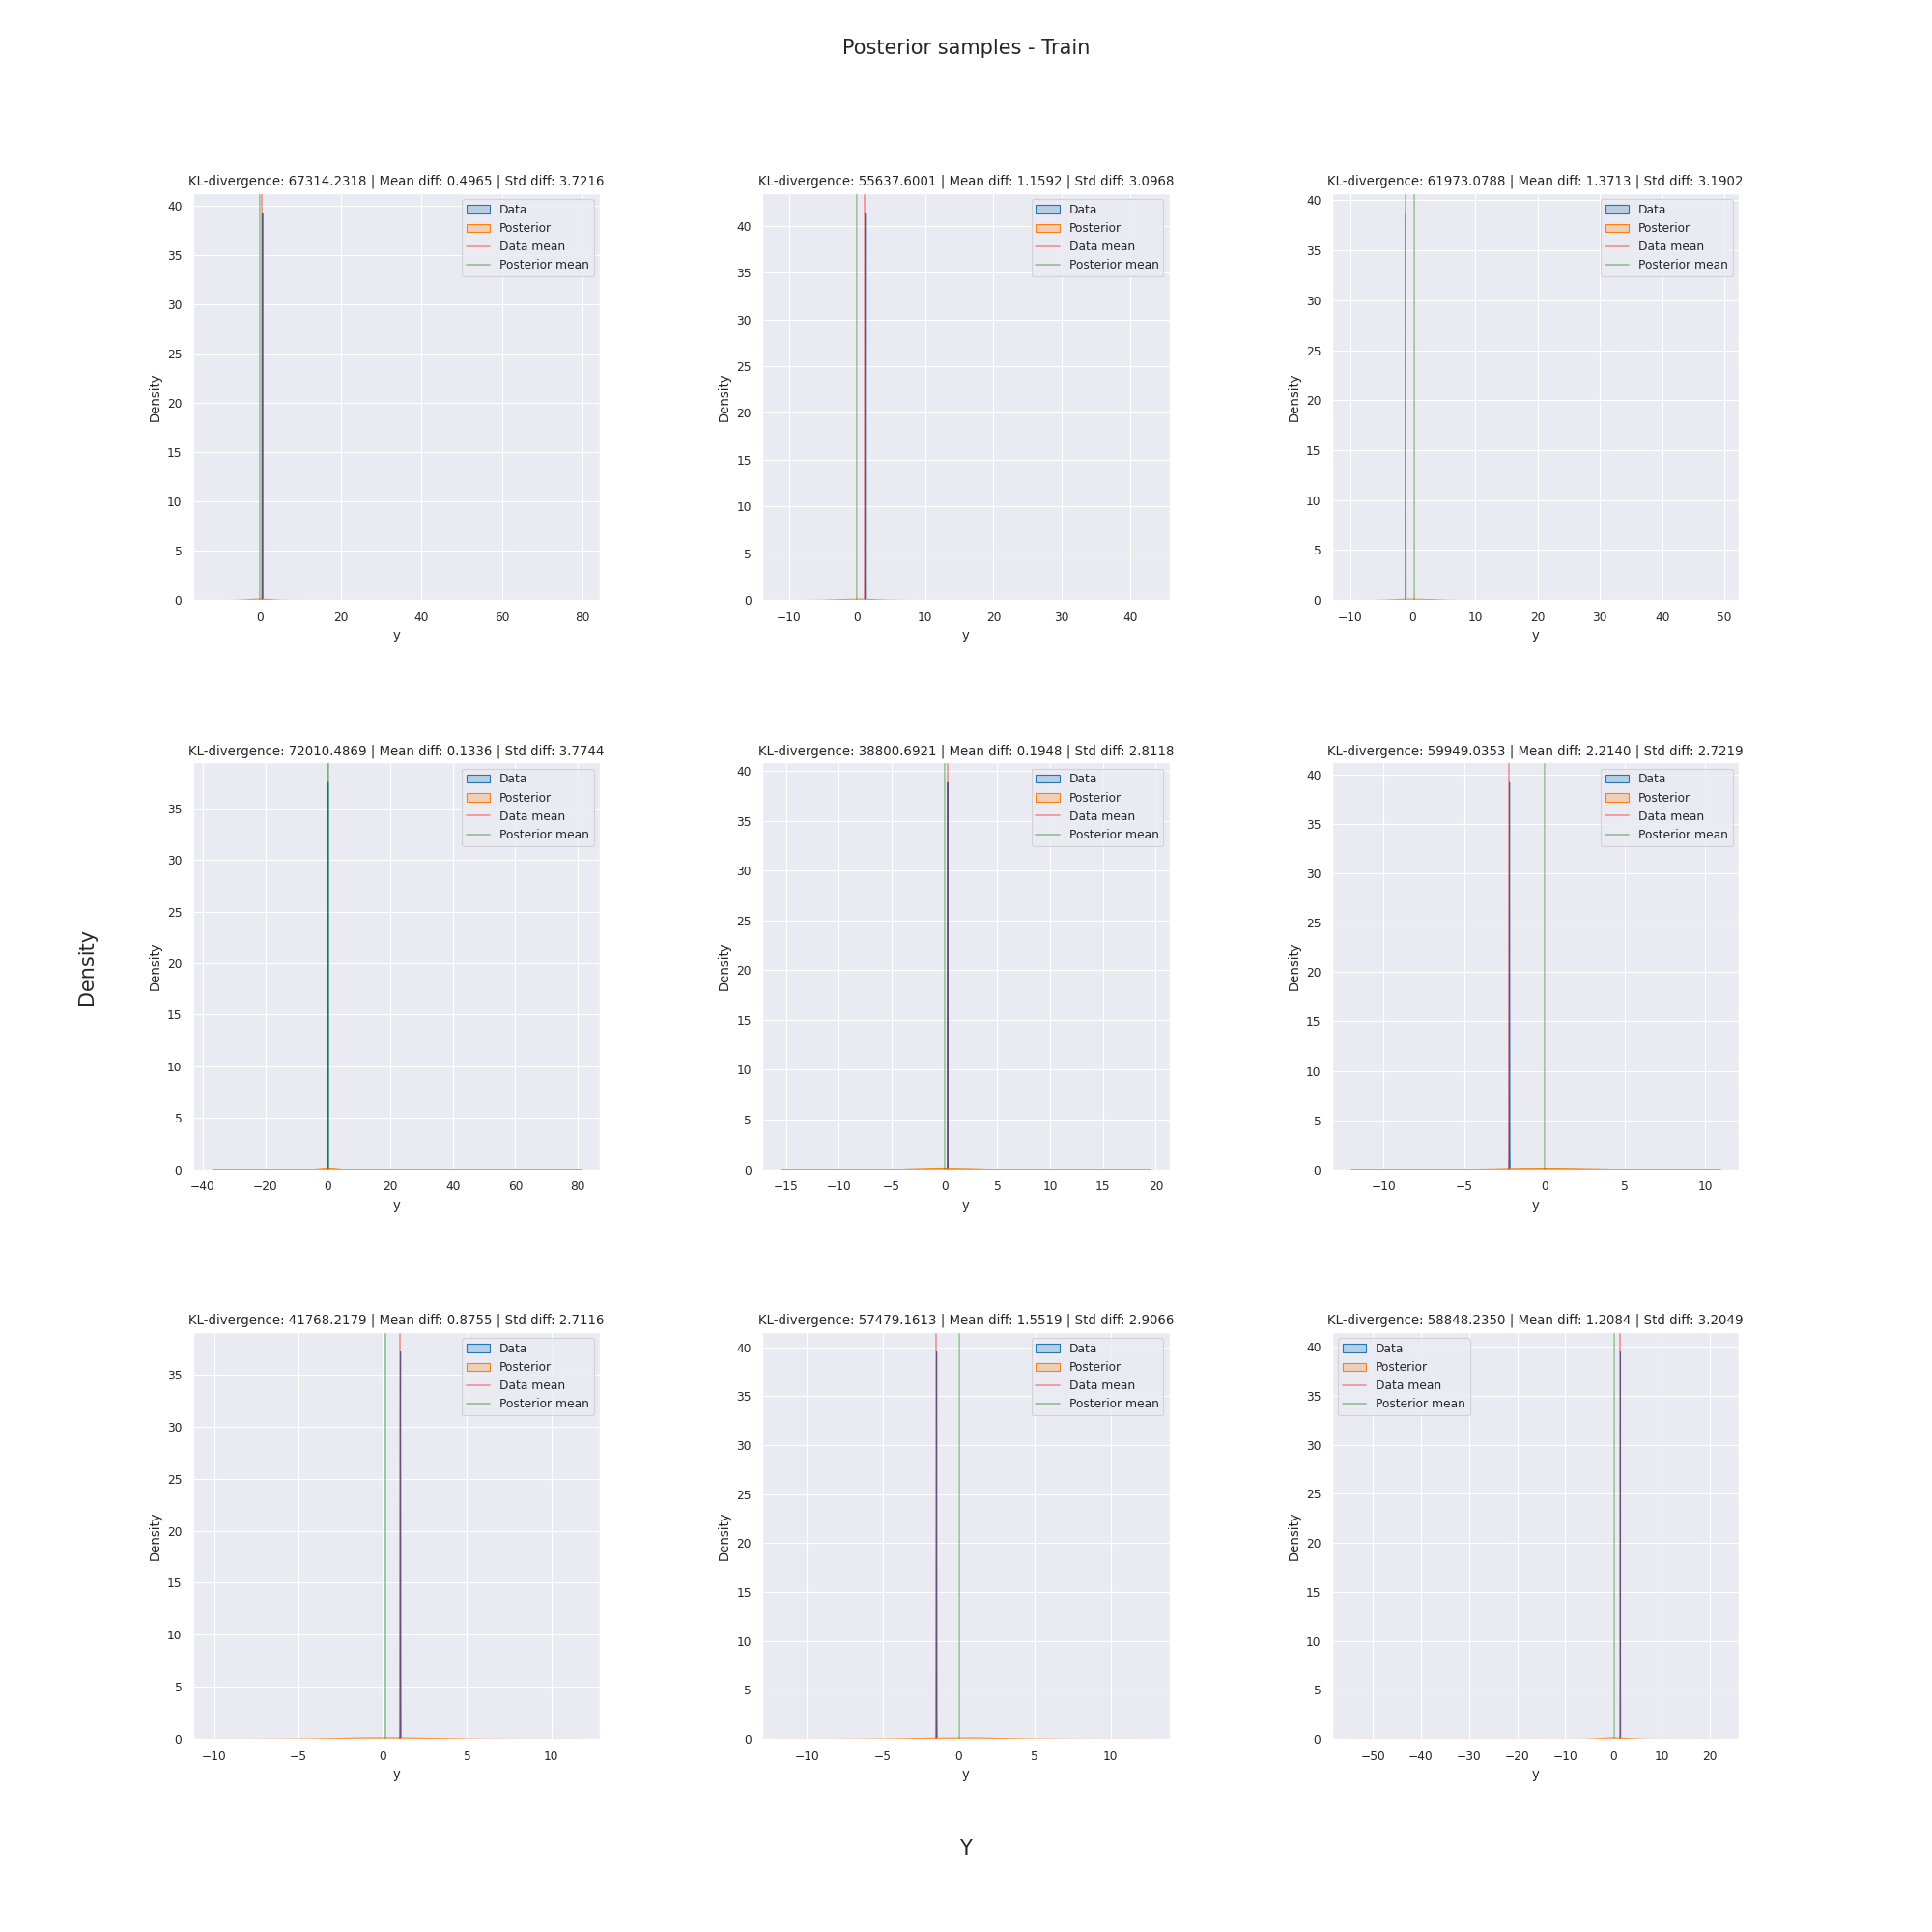 Posterior samples - Train
KL-divergence: 67314.2318 | Mean diff: 0.4965 | Std diff: 3.7216
Data
Posterior
Data mean
Posterior mean
Density
40
35
30
25
20
15
10
5
0
0 20 40 60 80
y
KL-divergence: 55637.6001 | Mean diff: 1.1592 | Std diff: 3.0968
Data
Posterior
Data mean
Posterior mean
Density
40
35
30
25
20
15
10
5
0
−10 0 10 20 30 40
y
KL-divergence: 61973.0788 | Mean diff: 1.3713 | Std diff: 3.1902
Data
Posterior
Data mean
Posterior mean
Density
40
35
30
25
20
15
10
5
0
−10 0 10 20 30 40 50
y
KL-divergence: 72010.4869 | Mean diff: 0.1336 | Std diff: 3.7744
Data
Posterior
Data mean
Posterior mean
Density
35
30
25
20
15
10
5
0
−40 −20 0 20 40 60 80
y
KL-divergence: 38800.6921 | Mean diff: 0.1948 | Std diff: 2.8118
Data
Posterior
Data mean
Posterior mean
Density
40
35
30
25
20
15
10
5
0
−15 −10 −5 0 5 10 15 20
y
KL-divergence: 59949.0353 | Mean diff: 2.2140 | Std diff: 2.7219
Data
Posterior
Data mean
Posterior mean
Density
40
35
30
25
20
15
10
5
0
−10 −5 0 5 10
y
Density
KL-divergence: 41768.2179 | Mean diff: 0.8755 | Std diff: 2.7116
Data
Posterior
Data mean
Posterior mean
Density
35
30
25
20
15
10
5
0
−10 −5 0 5 10
y
KL-divergence: 57479.1613 | Mean diff: 1.5519 | Std diff: 2.9066
Data
Posterior
Data mean
Posterior mean
Density
40
35
30
25
20
15
10
5
0
−10 −5 0 5 10
y
KL-divergence: 58848.2350 | Mean diff: 1.2084 | Std diff: 3.2049
Data
Posterior
Data mean
Posterior mean
Density
40
35
30
25
20
15
10
5
0
−50 −40 −30 −20 −10 0 10 20
y
Y